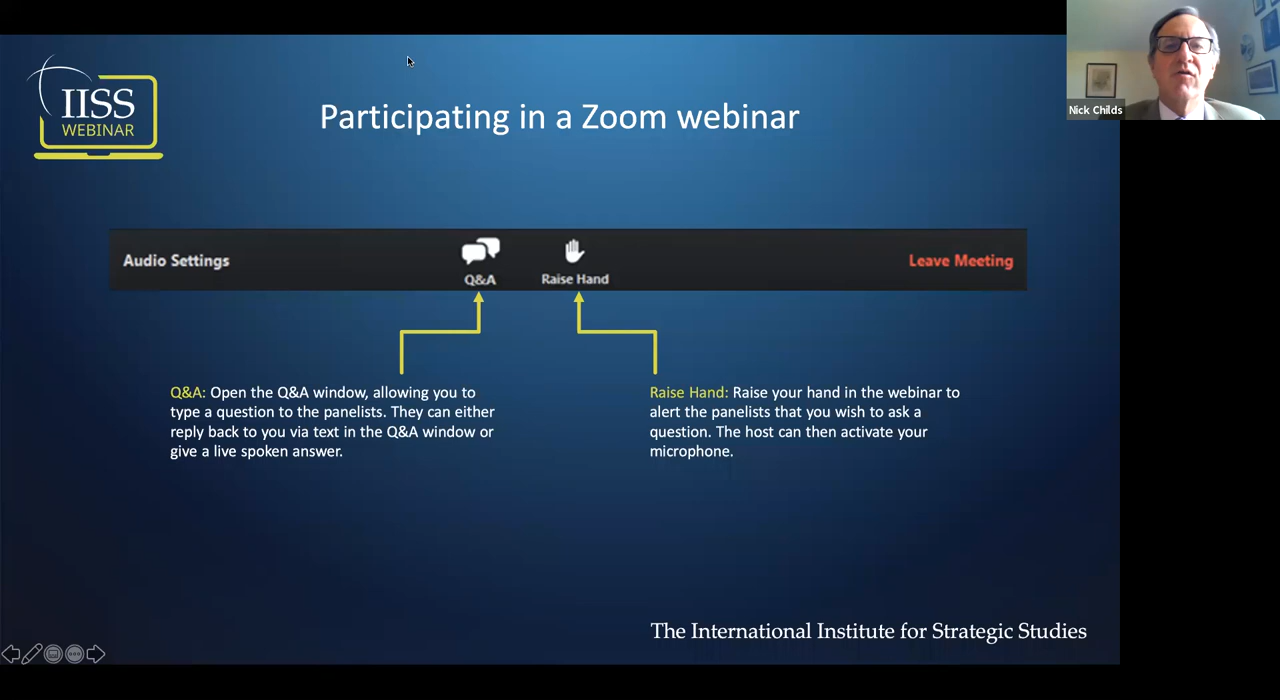 IISS
WEBINAR
Participating in a Zoom webinar
Nick Childs
Audio Settings
Q&A
Raise Hand
Leave Meeting
Q&A: Open the Q&A window, allowing you to
type a question to the panelists. They can either
reply back to you via text in the Q&A window or
give a live spoken answer.
Raise Hand: Raise your hand in the webinar to
alert the panelists that you wish to ask a
question. The host can then activate your
microphone.
The International Institute for Strategic Studies